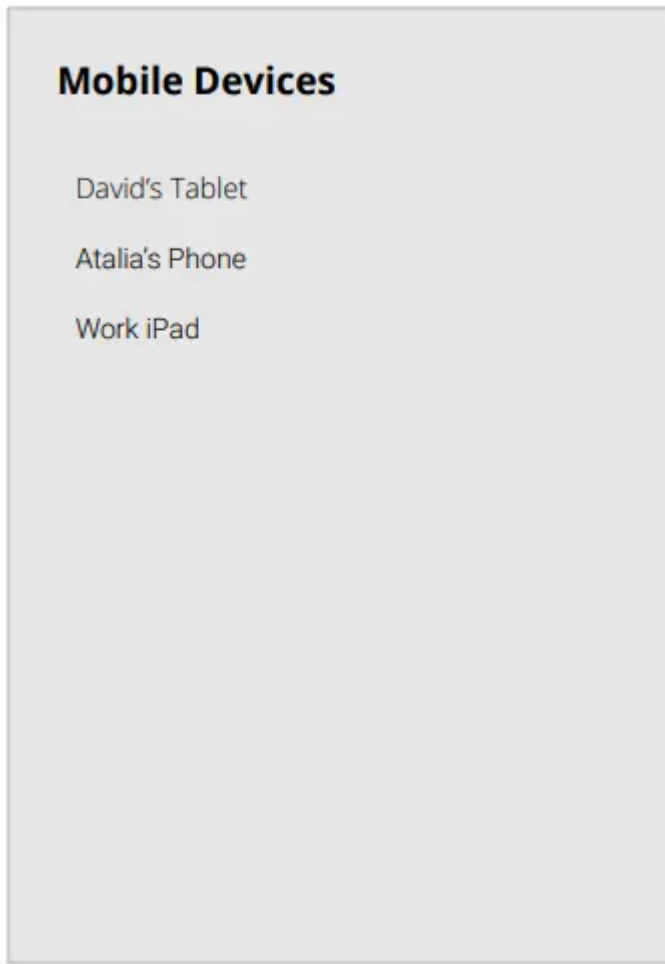 Mobile Devices
David’s Tablet
Atalia’s Phone
Work iPad